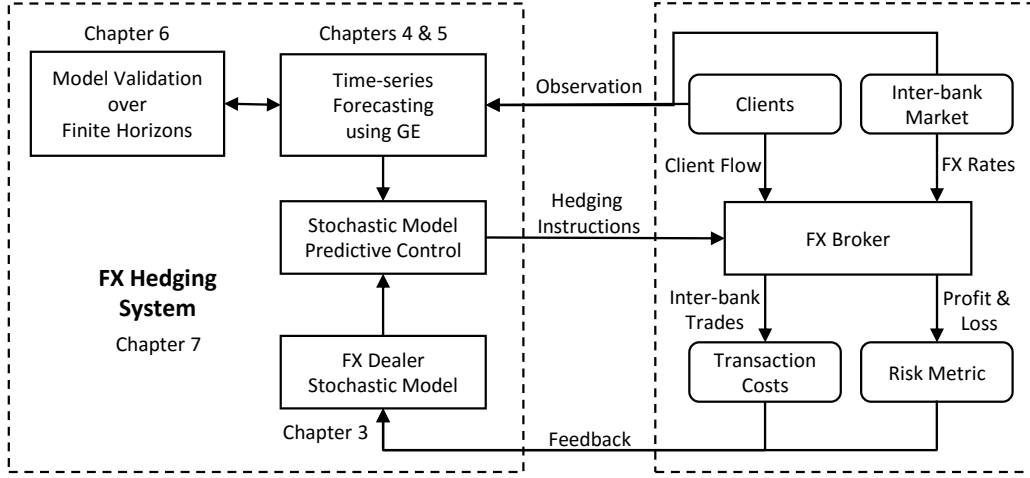 Chapter 6
Chapters 4 & 5
Model Validation
over
Finite Horizons
Time-series
Forecasting
using GE
Observation
Clients
Inter-bank
Market
Client Flow
FX Rates
Stochastic Model
Predictive Control
Hedging
Instructions
FX Broker
FX Hedging
System
Chapter 7
Inter-bank
Trades
Profit &
Loss
FX Dealer
Stochastic Model
Transaction
Costs
Risk Metric
Chapter 3
Feedback